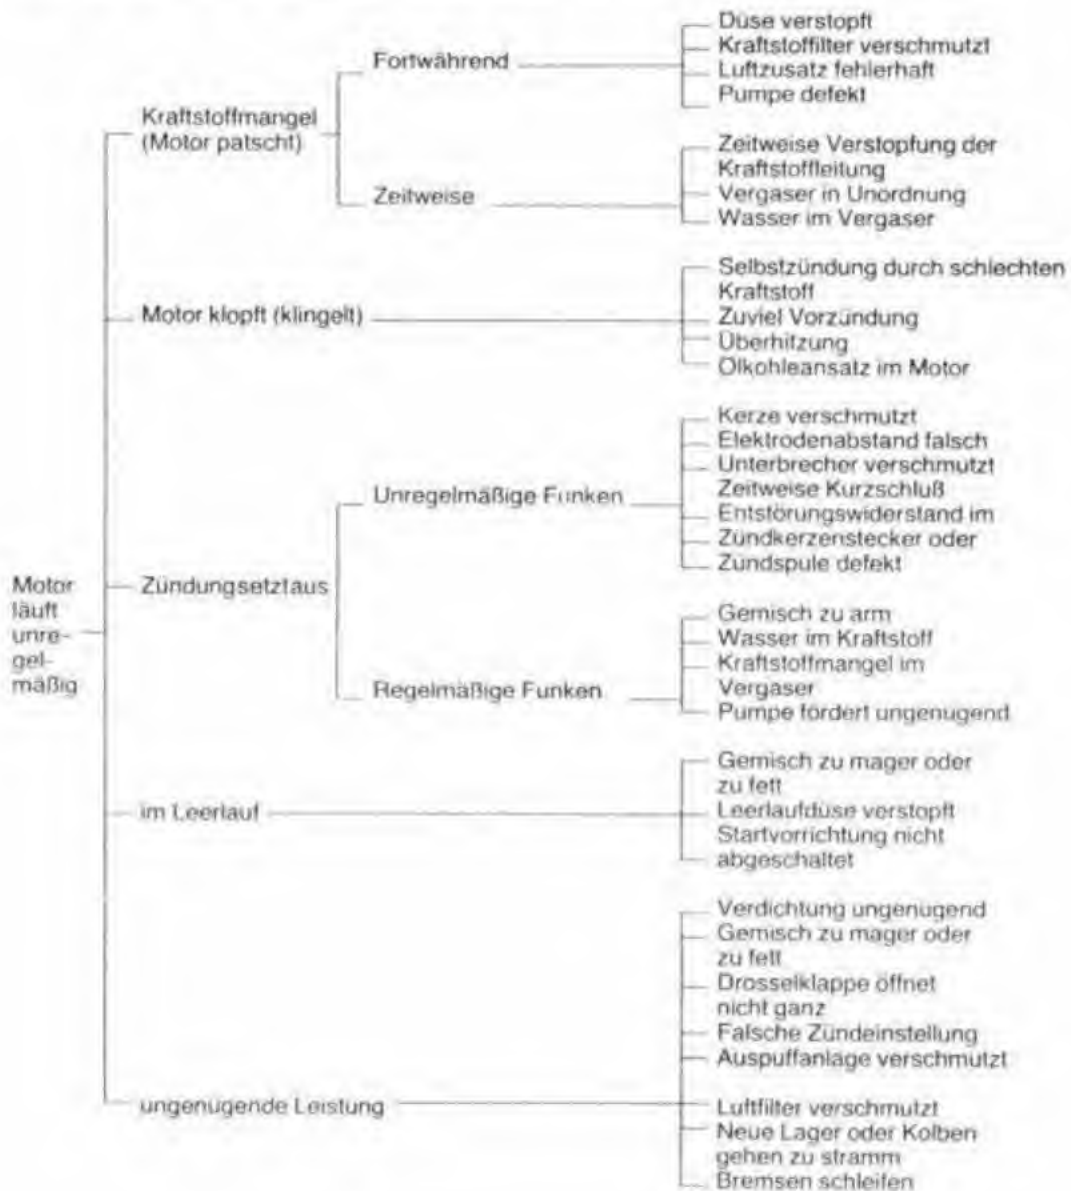 Motor
läuft
unre-
gel-
mäßig
Kraftstoffmangel
(Motor patscht)
Fortwährend
Düse verstopft
Kraftstoffilter verschmutzt
Luftzusatz fehlerhaft
Pumpe defekt
Zeitweise
Zeitweise Verstopfung der
Kraftstoffleitung
Vergaser in Unordnung
Wasser im Vergaser
Motor klopft (klingelt)
Selbstzündung durch schlechten
Kraftstoff
Zuviel Vorzündung
Überhitzung
Ölkohleansatz im Motor
Zündungsetztaus
Unregelmäßige Funken
Kerze verschmutzt
Elektrodenabstand falsch
Unterbrecher verschmutzt
Zeitweise Kurzschluß
Entstörungswiderstand im
Zündkerzenstecker oder
Zündspule defekt
Regelmäßige Funken
Gemisch zu arm
Wasser im Kraftstoff
Kraftstoffmangel im
Vergaser
Pumpe fördert ungenugend
im Leerlauf
Gemisch zu mager oder
zu fett
Leerlaufdüse verstopft
Startvorrichtung nicht
abgeschaltet
ungenugende Leistung
Verdichtung ungenugend
Gemisch zu mager oder
zu fett
Drosselklappe öffnet
nicht ganz
Falsche Zündeinstellung
Auspuffanlage verschmutzt
Luftfilter verschmutzt
Neue Lager oder Kolben
gehen zu stramm
Bremsen schleifen